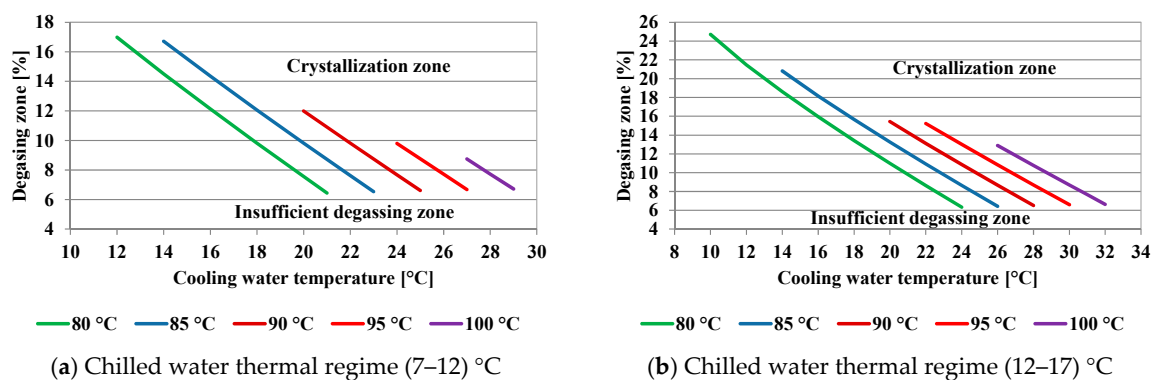 18
16
14
12
10
8
6
4
Degassing zone [%]
Crystallization zone
Insufficient degassing zone
10 12 14 16 18 20 22 24 26 28 30
Cooling water temperature [°C]
80 °C 85 °C 90 °C 95 °C 100 °C
(a) Chilled water thermal regime (7–12) °C
26
24
22
20
18
16
14
12
10
8
6
4
Degasing zone [%]
Crystallization zone
Insufficient degassing zone
8 10 12 14 16 18 20 22 24 26 28 30 32 34
Cooling water temperature [°C]
80 °C 85 °C 90 °C 95 °C 100 °C
(b) Chilled water thermal regime (12–17) °C